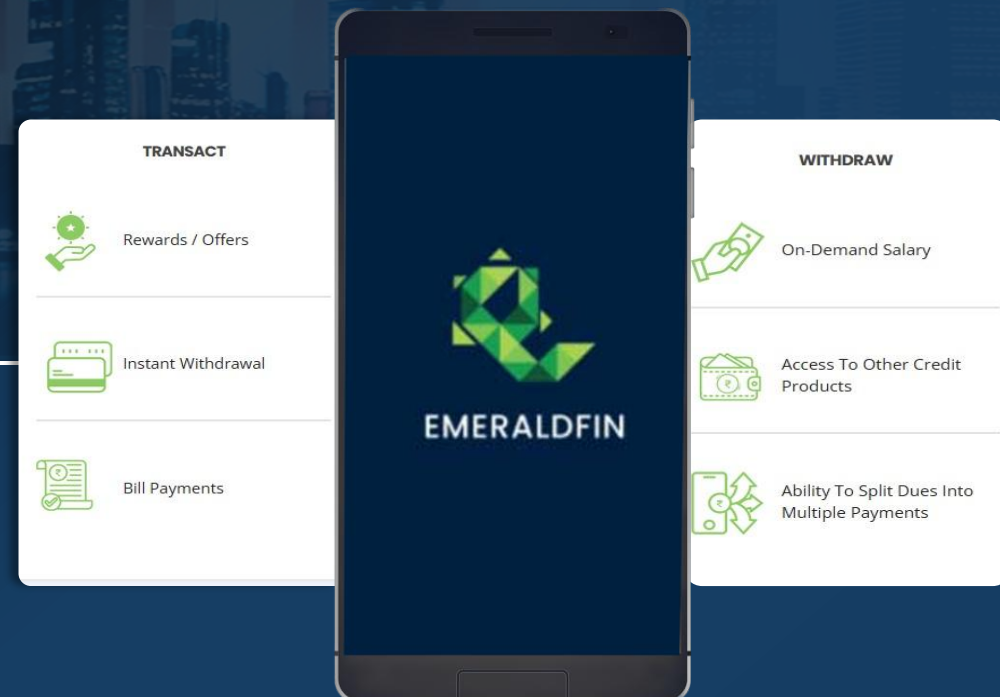 TRANSACT
Rewards / Offers
Instant Withdrawal
₹
Bill Payments
EMERALDFIN
WITHDRAW
On-Demand Salary
₹
Access To Other Credit
Products
₹
Ability To Split Dues Into
Multiple Payments